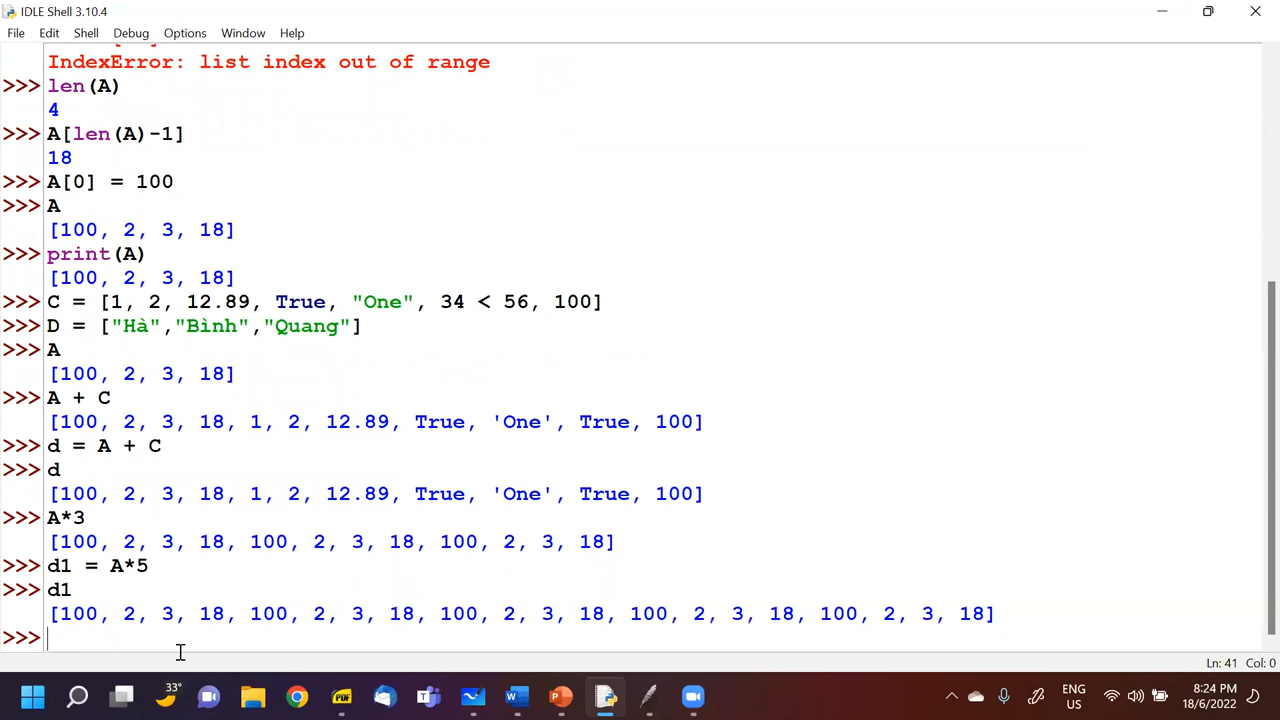 IDLE Shell 3.10.4
File Edit Shell Debug Options Window Help
IndexError: list index out of range
>>> len(A)
4
>>> A[len(A)-1]
18
>>> A[0] = 100
>>> A
[100, 2, 3, 18]
>>> print(A)
[100, 2, 3, 18]
>>> C = [1, 2, 12.89, True, "One", 34 < 56, 100]
>>> D = ["Hà","Bình","Quang"]
>>> A
[100, 2, 3, 18]
>>> A + C
[100, 2, 3, 18, 1, 2, 12.89, True, 'One', True, 100]
>>> d = A + C
>>> d
[100, 2, 3, 18, 1, 2, 12.89, True, 'One', True, 100]
>>> A*3
[100, 2, 3, 18, 100, 2, 3, 18, 100, 2, 3, 18]
>>> d1 = A*5
>>> d1
[100, 2, 3, 18, 100, 2, 3, 18, 100, 2, 3, 18, 100, 2, 3, 18, 100, 2, 3, 18]
>>>
Ln: 41 Col: 0
33°
PDF
ENG
US
8:24 PM
18/6/2022